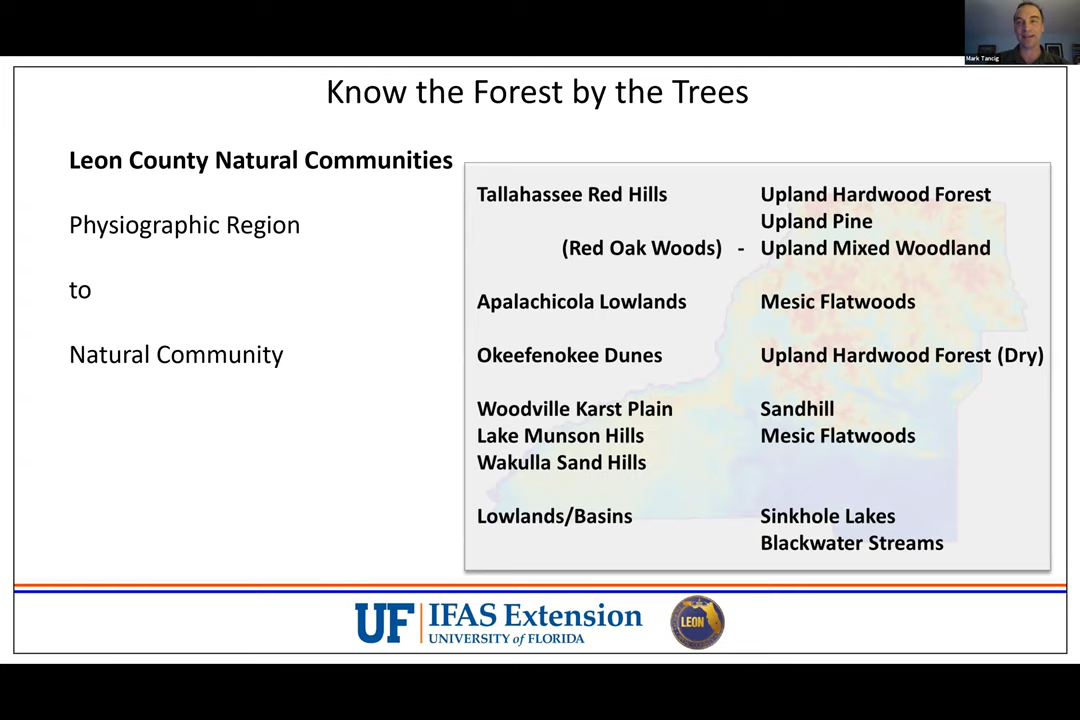 Mark Tancig
Know the Forest by the Trees
Leon County Natural Communities
Physiographic Region
to
Natural Community
Tallahassee Red Hills Upland Hardwood Forest
Upland Pine
(Red Oak Woods) - Upland Mixed Woodland
Apalachicola Lowlands Mesic Flatwoods
Okeefenokee Dunes Upland Hardwood Forest (Dry)
Woodville Karst Plain Sandhill
Lake Munson Hills Mesic Flatwoods
Wakulla Sand Hills
Lowlands/Basins Sinkhole Lakes
Blackwater Streams
UF IFAS Extension
UNIVERSITY of FLORIDA
LEON